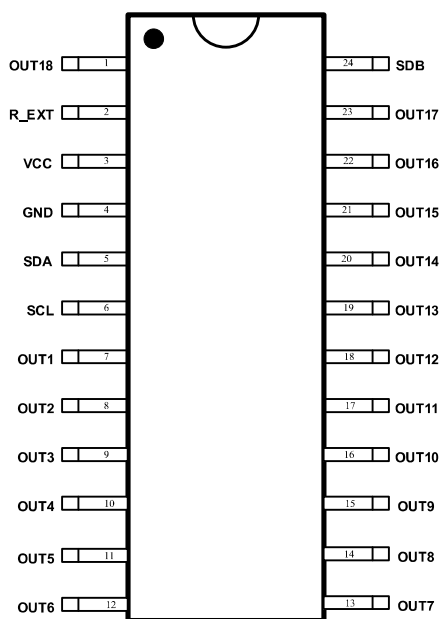 OUT18 1 24 SDB
R_EXT 2 23 OUT17
VCC 3 22 OUT16
GND 4 21 OUT15
SDA 5 20 OUT14
SCL 6 19 OUT13
OUT1 7 18 OUT12
OUT2 8 17 OUT11
OUT3 9 16 OUT10
OUT4 10 15 OUT9
OUT5 11 14 OUT8
OUT6 12 13 OUT7